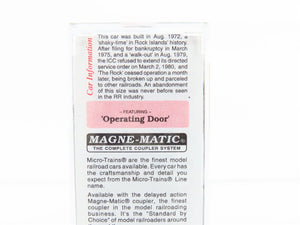 Car Information
This car was built in Aug. 1972, a
'shaky-time' in Rock Islands' history.
After filing for bankruptcy in March
1975, and a 'walk-out' in Aug. 1979,
the ICC refused to extend its directed
service order on March 2, 1980, and
'The Rock' ceased operation a month
later, being broken up and parceled
to other railroads. An abandonment
of this size was never before seen
in the RR industry.
– FEATURING –
'Operating Door'
MAGNE-MATIC
THE COMPLETE COUPLER SYSTEM
Micro-Trains® are the finest model
railroad cars available. Every car has
the craftsmanship and detail you
expect from the Micro-Trains® Line
name.
Available with the delayed action
Magne-Matic® coupler, the finest
coupler in the model railroading
business. It's the "Standard by
Choice" of model railroaders around